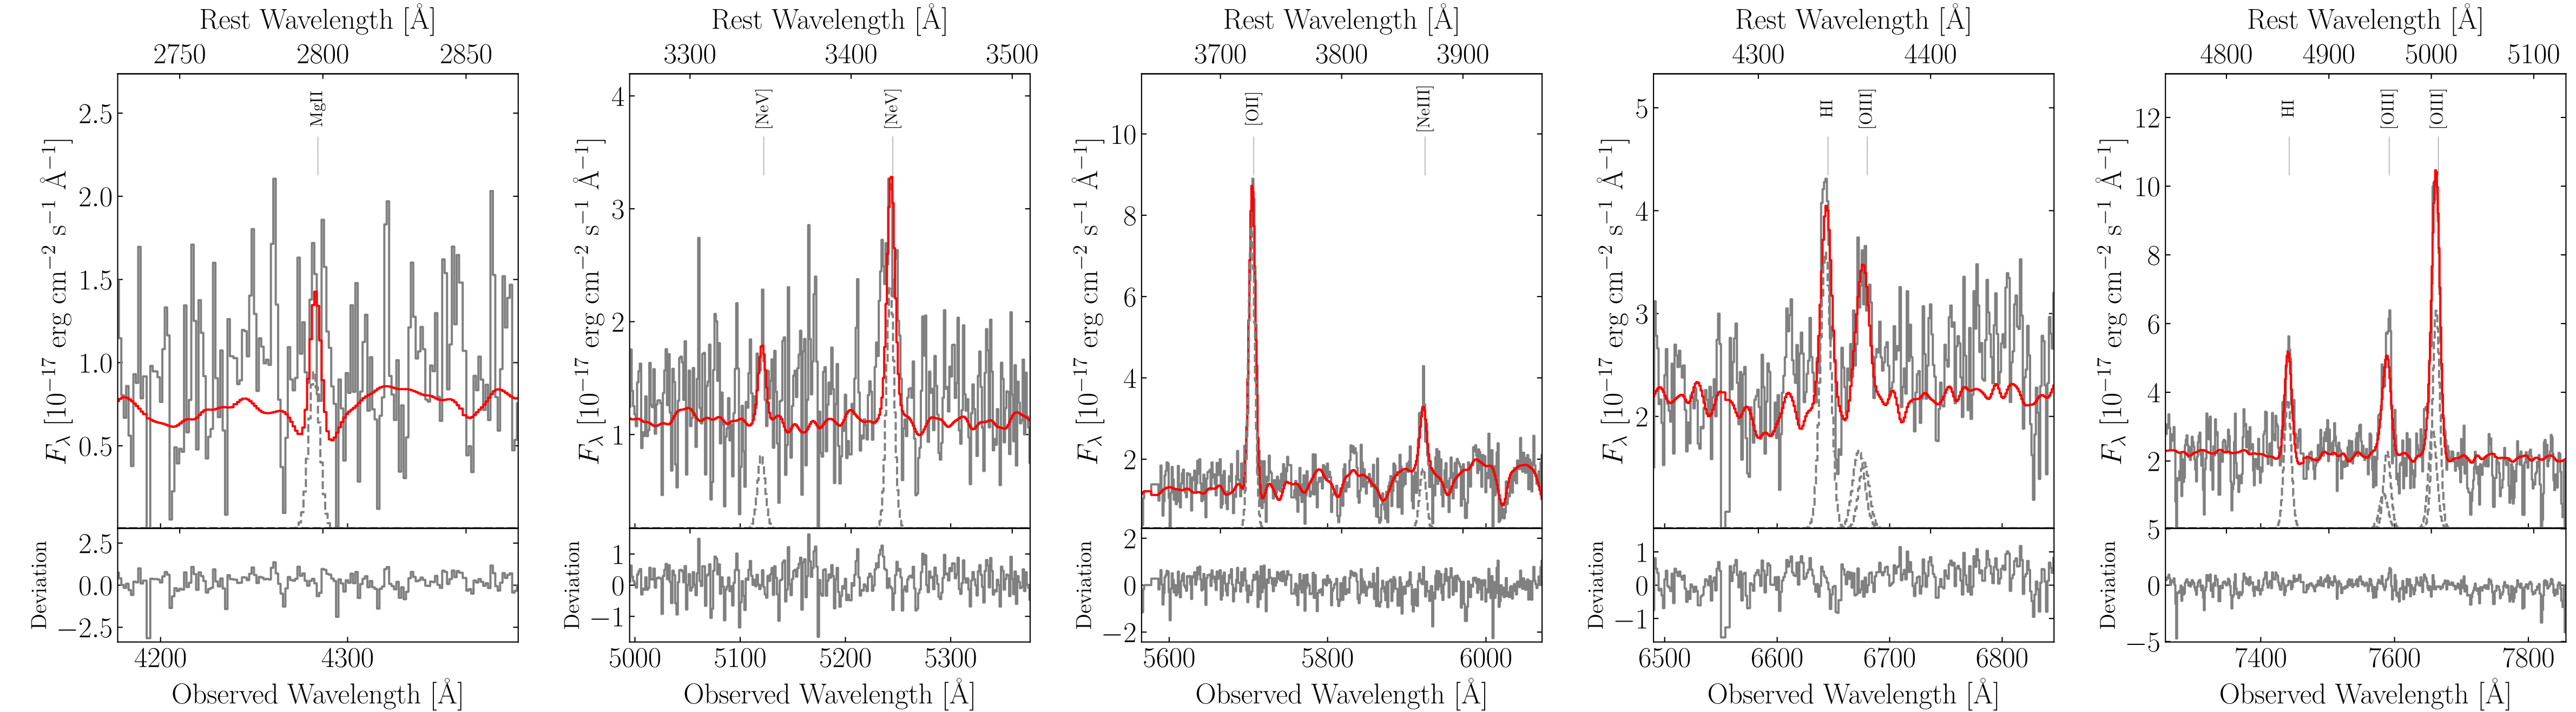 Rest Wavelength [Å]
2750 2800 2850
MgII
2.5
2.0
1.5
1.0
0.5
F_λ [10⁻¹⁷ erg cm⁻² s⁻¹ Å⁻¹]
2.5
0.0
−2.5
Deviation
4200 4300
Observed Wavelength [Å]
Rest Wavelength [Å]
3300 3400 3500
[NeV] [NeV]
4
3
2
1
F_λ [10⁻¹⁷ erg cm⁻² s⁻¹ Å⁻¹]
1
0
−1
Deviation
5000 5100 5200 5300
Observed Wavelength [Å]
Rest Wavelength [Å]
3700 3800 3900
[OII] [NeIII]
10
8
6
4
2
F_λ [10⁻¹⁷ erg cm⁻² s⁻¹ Å⁻¹]
2
0
−2
Deviation
5600 5800 6000
Observed Wavelength [Å]
Rest Wavelength [Å]
4300 4400
HI [OIII]
5
4
3
2
F_λ [10⁻¹⁷ erg cm⁻² s⁻¹ Å⁻¹]
1
0
−1
Deviation
6500 6600 6700 6800
Observed Wavelength [Å]
Rest Wavelength [Å]
4800 4900 5000 5100
HI [OIII] [OIII]
12
10
8
6
4
2
F_λ [10⁻¹⁷ erg cm⁻² s⁻¹ Å⁻¹]
5
0
−5
Deviation
7400 7600 7800
Observed Wavelength [Å]